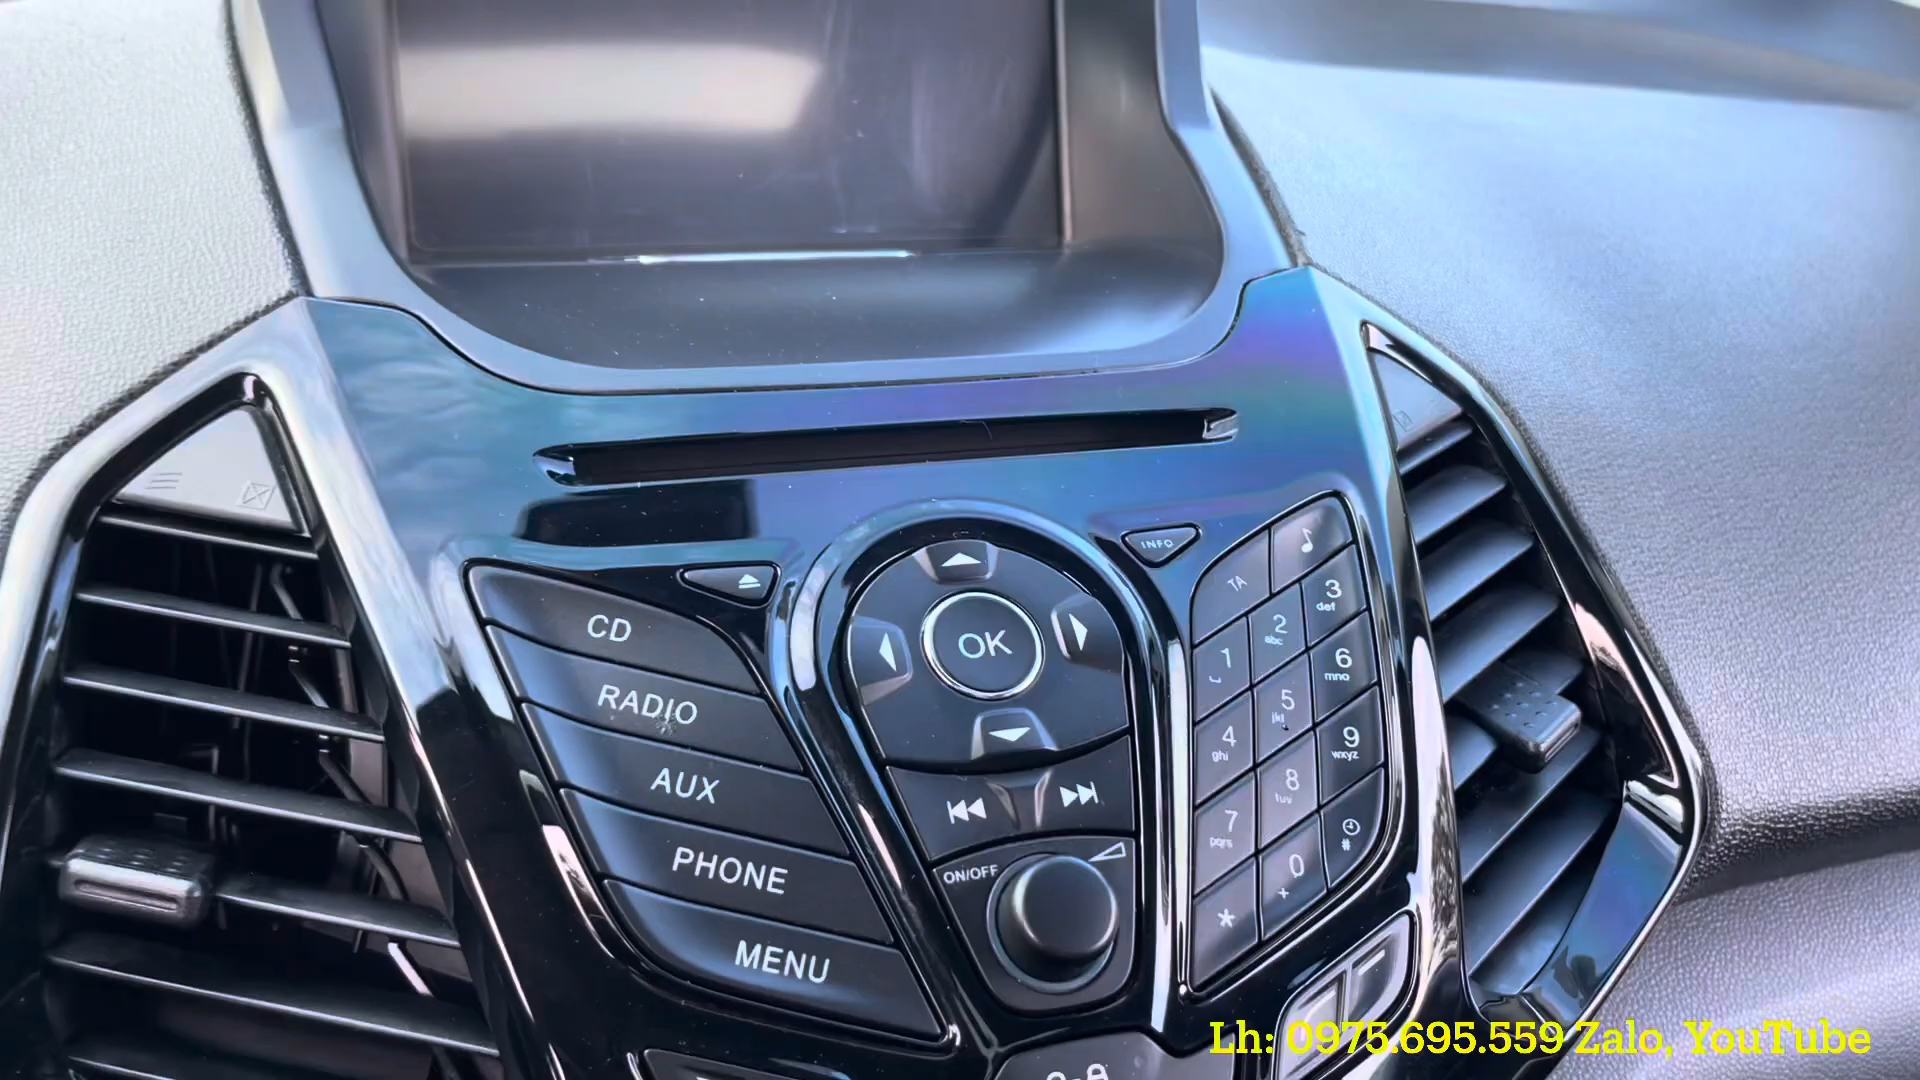 INFO
TA
CD
RADIO
AUX
PHONE
MENU
OK
ON/OFF
1
2
abc
3
def
4
ghi
5
jkl
6
mno
7
pqrs
8
tuv
9
wxyz
*
0
+
#
Lh: 0975.695.559 Zalo, YouTube